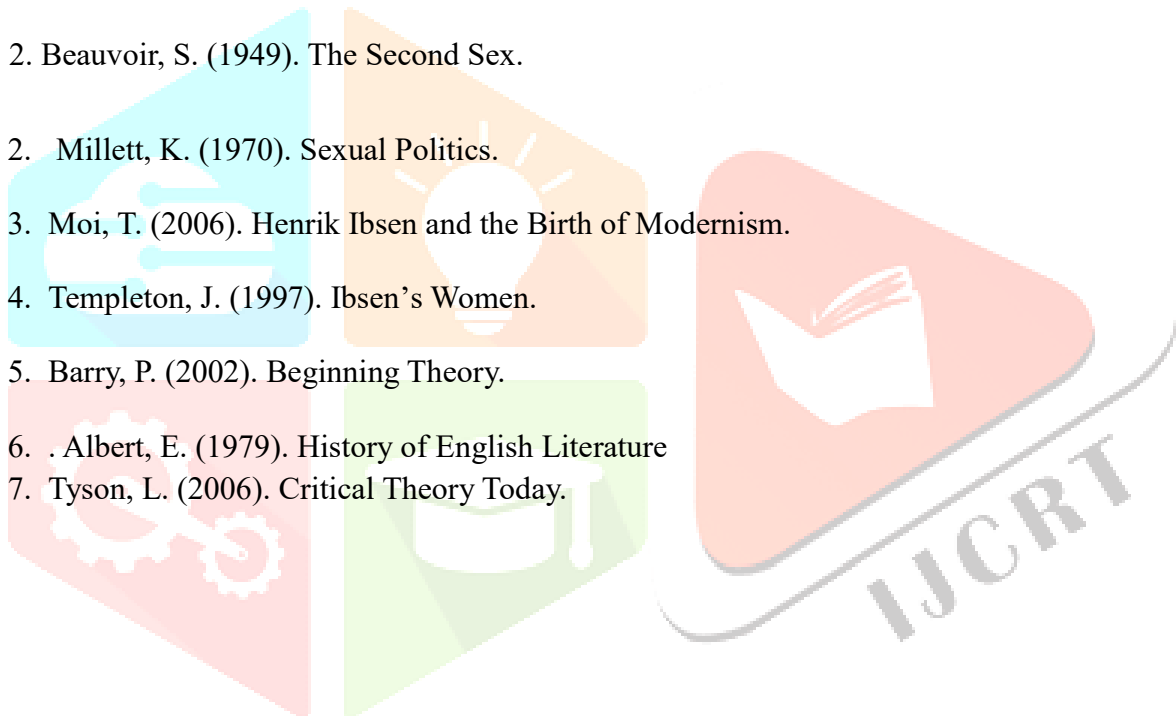 2. Beauvoir, S. (1949). The Second Sex.
2. Millett, K. (1970). Sexual Politics.
3. Moi, T. (2006). Henrik Ibsen and the Birth of Modernism.
4. Templeton, J. (1997). Ibsen’s Women.
5. Barry, P. (2002). Beginning Theory.
6. . Albert, E. (1979). History of English Literature
7. Tyson, L. (2006). Critical Theory Today.
IJCRT